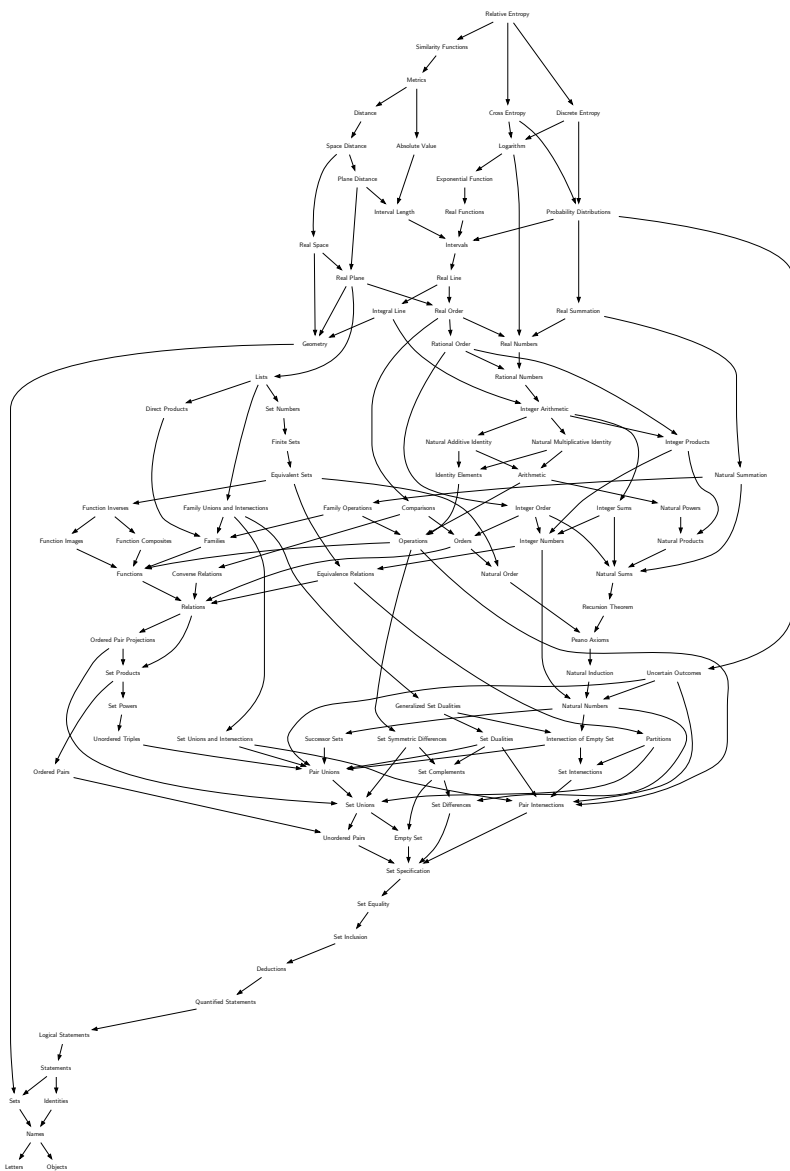 Relative Entropy
Similarity Functions
Metrics
Distance
Cross Entropy
Discrete Entropy
Space Distance
Absolute Value
Logarithm
Plane Distance
Exponential Function
Interval Length
Real Functions
Probability Distributions
Real Space
Intervals
Real Plane
Real Line
Integral Line
Real Order
Real Summation
Geometry
Rational Order
Real Numbers
Lists
Rational Numbers
Direct Products
Set Numbers
Integer Arithmetic
Finite Sets
Natural Additive Identity
Natural Multiplicative Identity
Integer Products
Equivalent Sets
Identity Elements
Arithmetic
Natural Summation
Function Inverses
Family Unions and Intersections
Family Operations
Comparisons
Integer Order
Integer Sums
Natural Powers
Function Images
Function Composites
Families
Operations
Orders
Integer Numbers
Natural Products
Functions
Converse Relations
Equivalence Relations
Natural Order
Natural Sums
Relations
Recursion Theorem
Ordered Pair Projections
Peano Axioms
Set Products
Natural Induction
Uncertain Outcomes
Set Powers
Generalized Set Dualities
Natural Numbers
Unordered Triples
Set Unions and Intersections
Successor Sets
Set Symmetric Differences
Set Dualities
Intersection of Empty Set
Partitions
Ordered Pairs
Pair Unions
Set Complements
Set Intersections
Set Unions
Set Differences
Pair Intersections
Unordered Pairs
Empty Set
Set Specification
Set Equality
Set Inclusion
Deductions
Quantified Statements
Logical Statements
Statements
Sets
Identities
Names
Letters
Objects